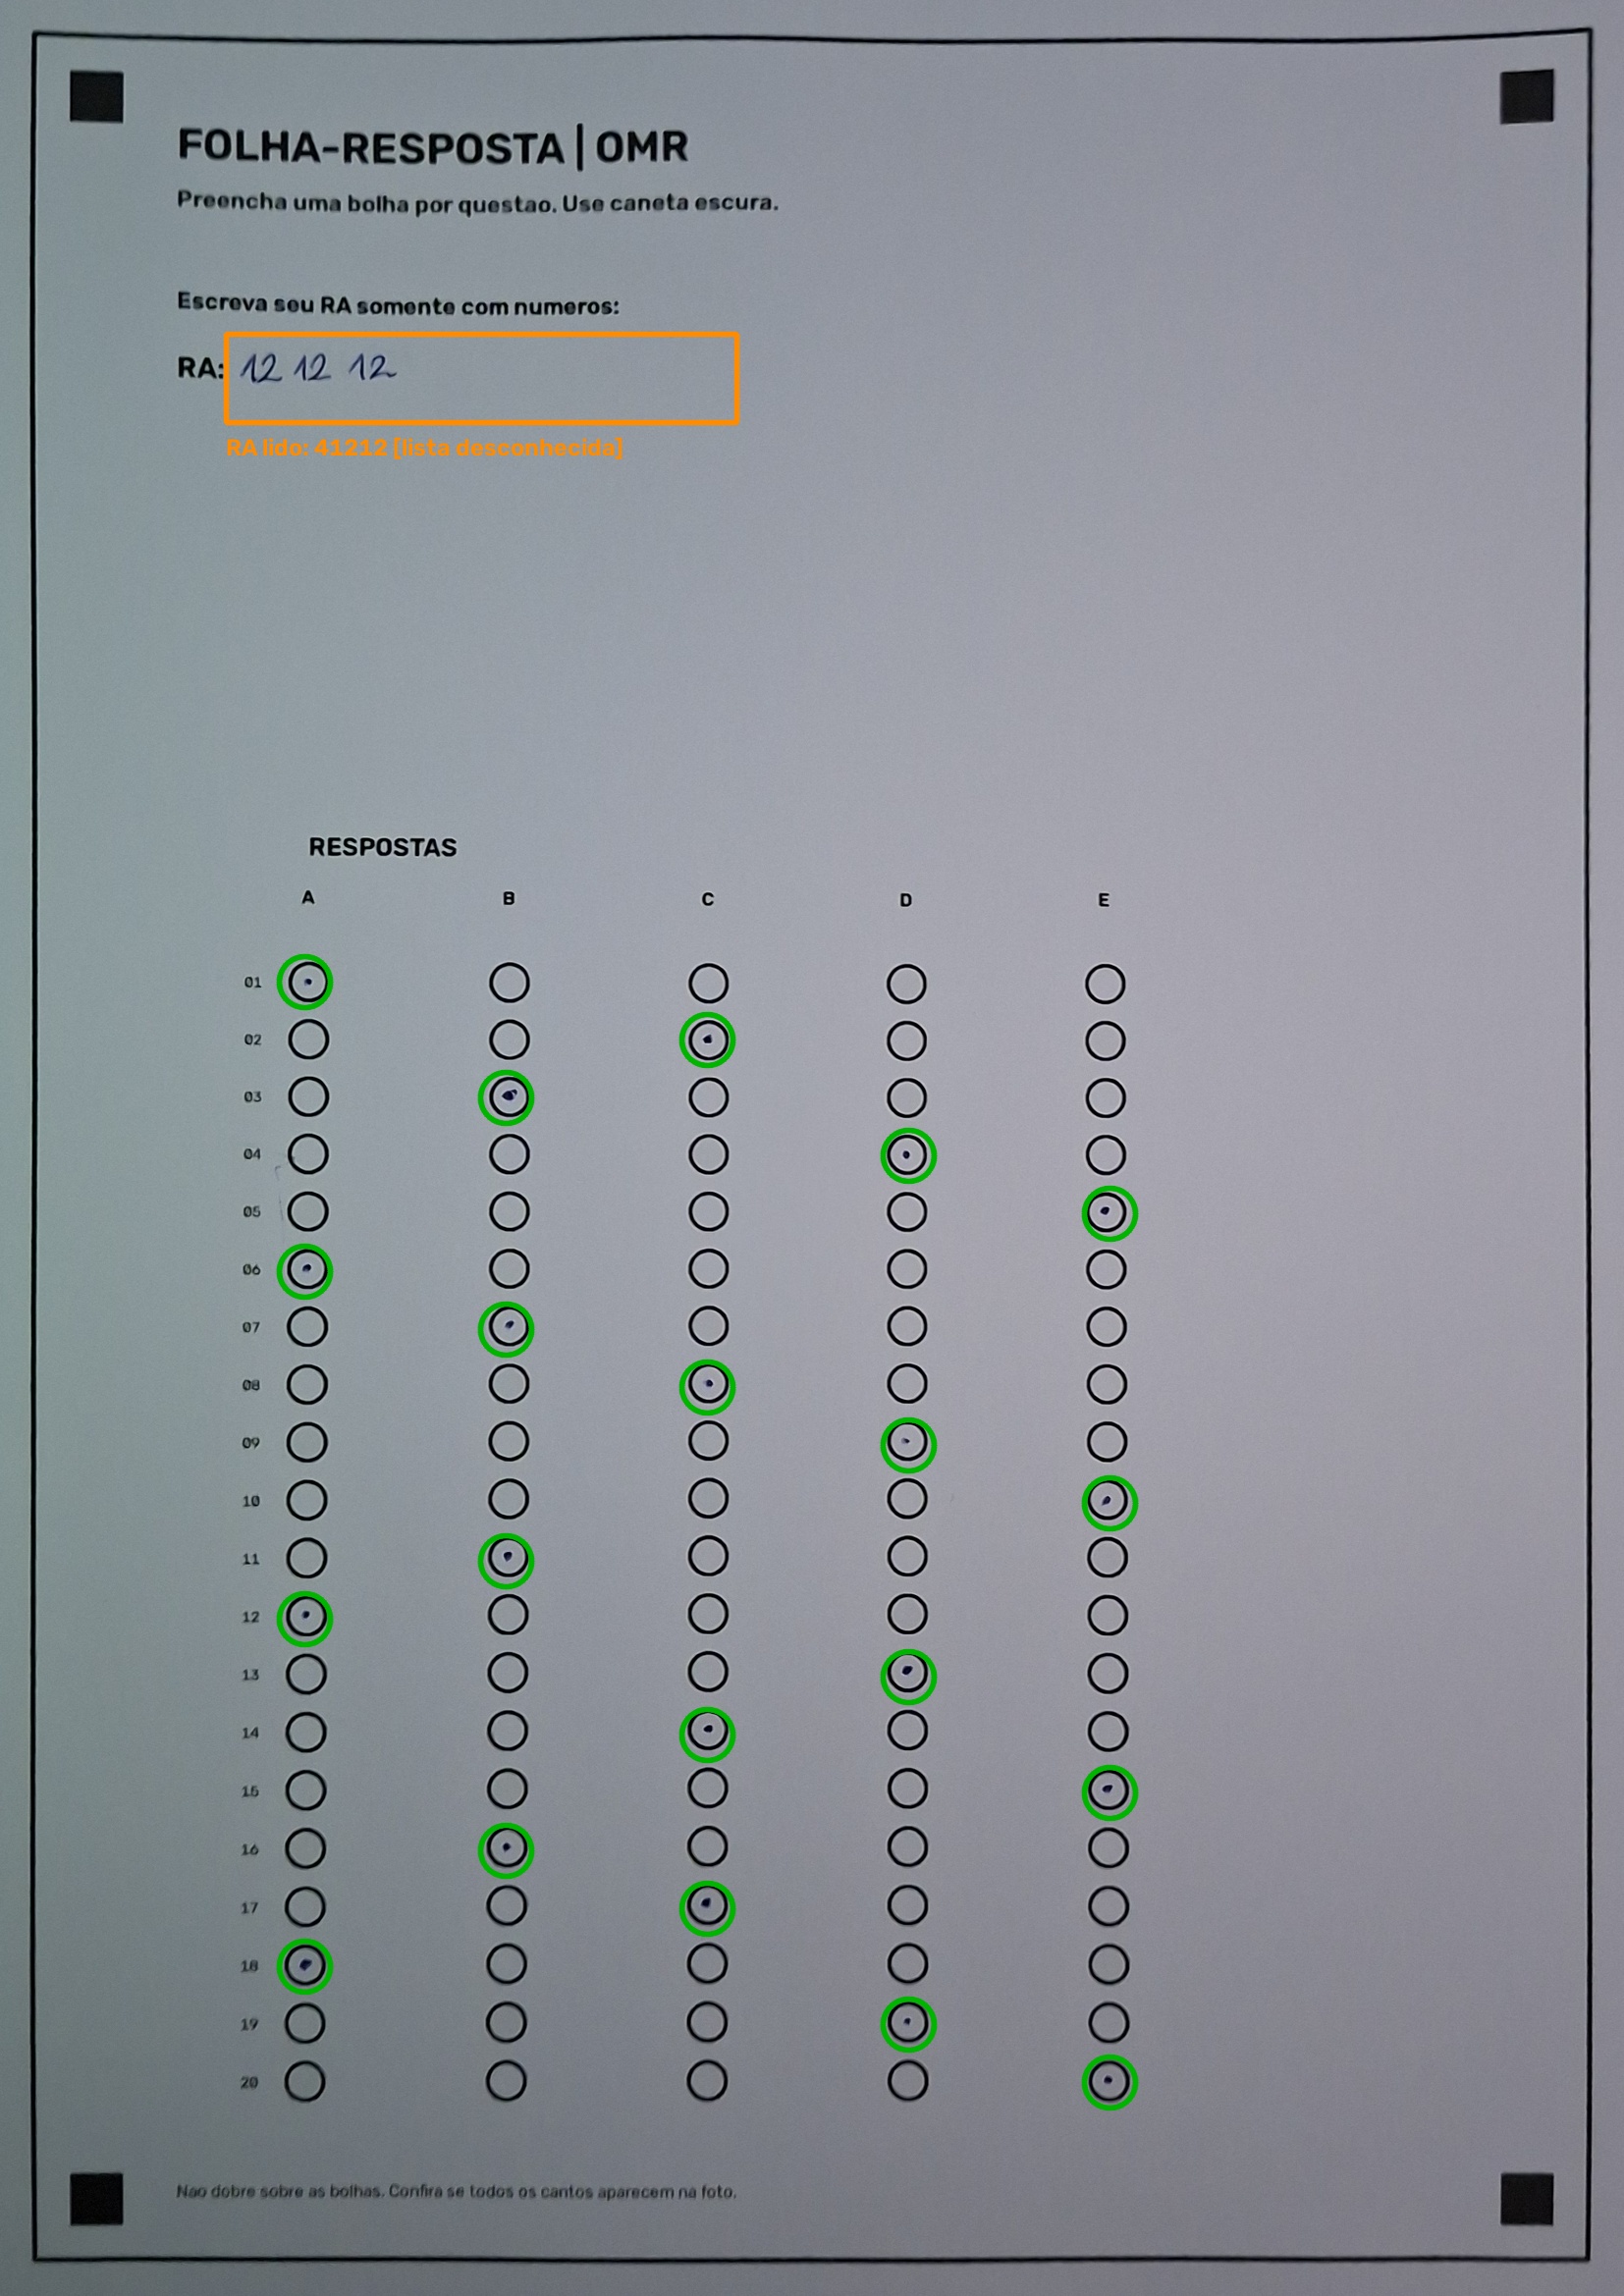 FOLHA-RESPOSTA | OMR
Preencha uma bolha por questao. Use caneta escura.
Escreva seu RA somente com numeros:
RA: 12 12 12
RA lido: 41212 [lista desconhecida]
RESPOSTAS
A B C D E
01
02
03
04
05
06
07
08
09
10
11
12
13
14
15
16
17
18
19
20
Nao dobre sobre as bolhas. Confira se todos os cantos aparecem na foto.